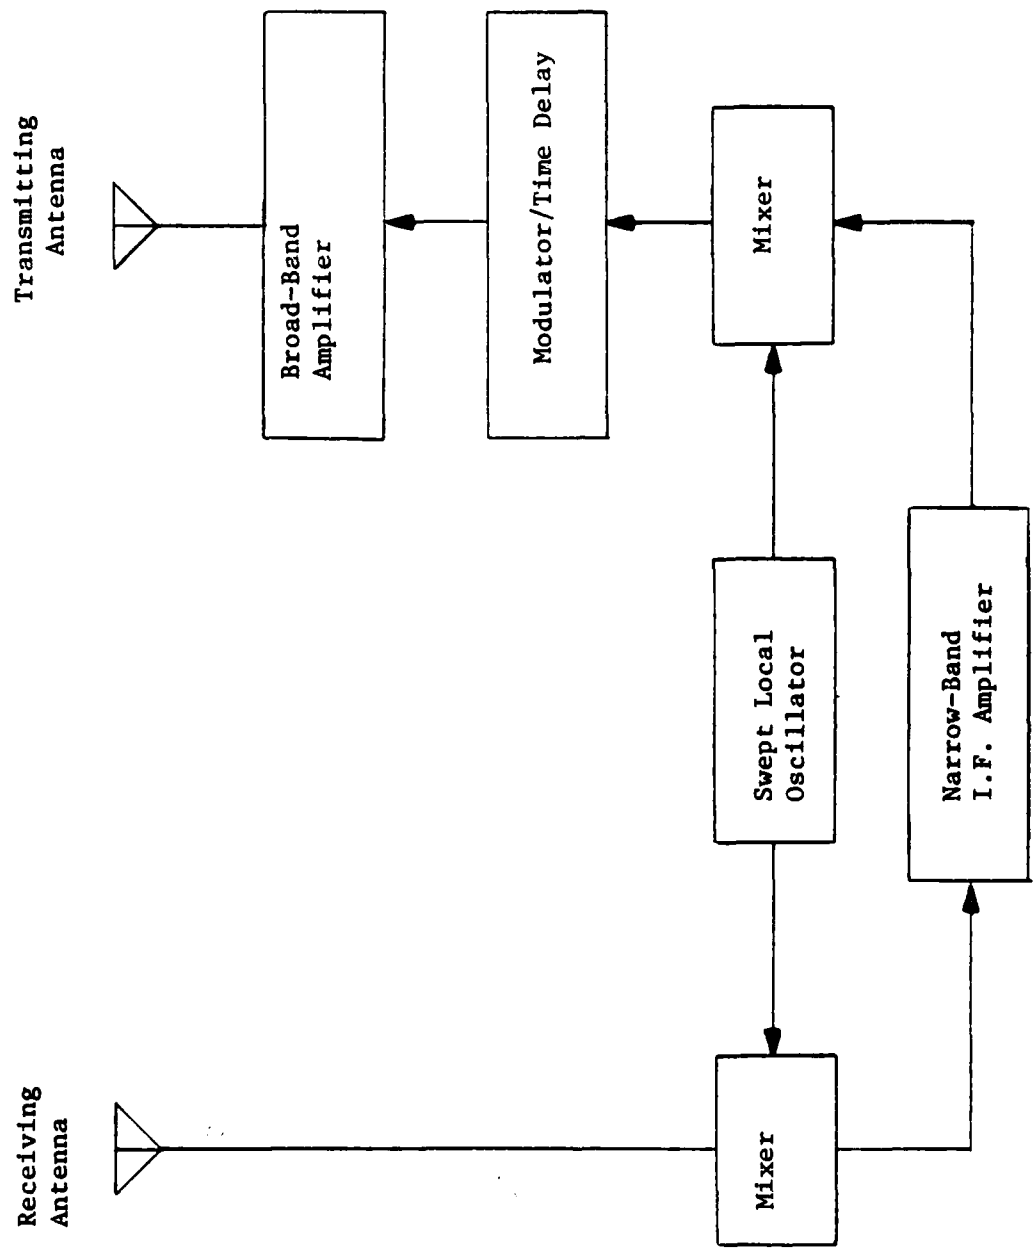 Receiving
Antenna
Transmitting
Antenna
Broad-Band
Amplifier
Modulator/Time Delay
Mixer
Swept Local
Oscillator
Mixer
Narrow-Band
I.F. Amplifier